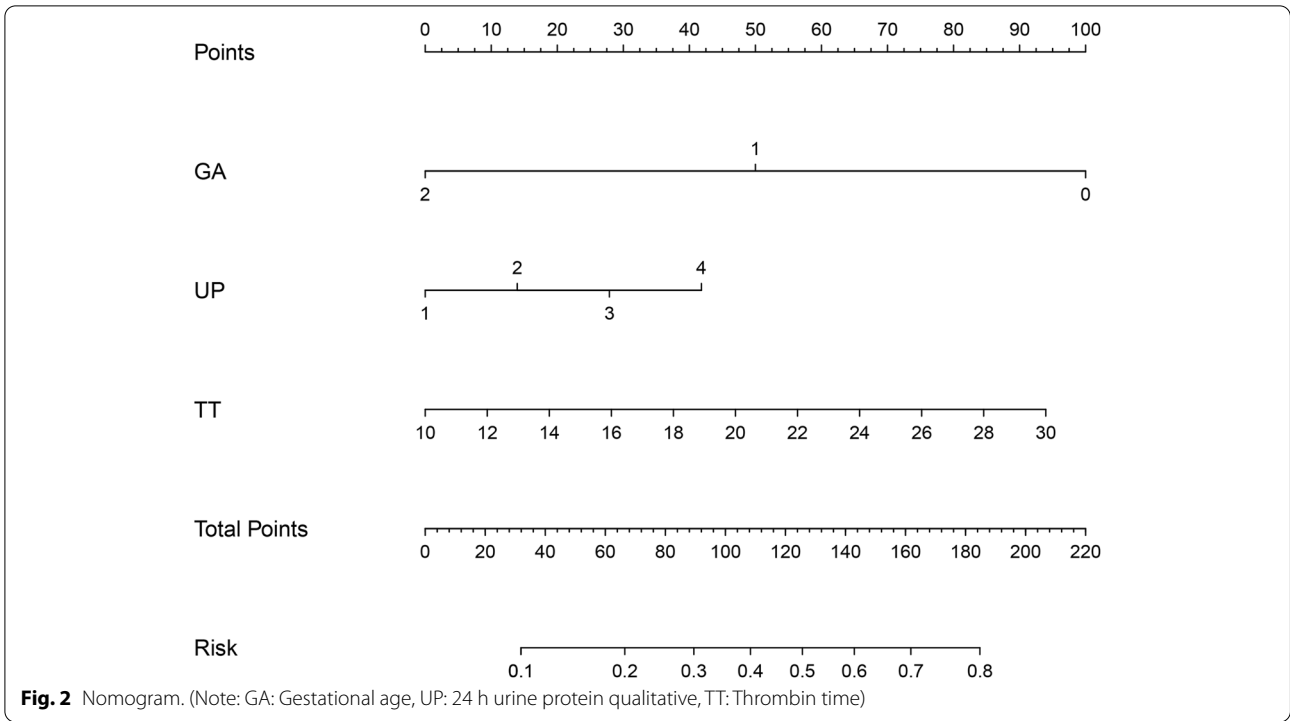 0 10 20 30 40 50 60 70 80 90 100
Points
1
GA
2 0
2 4
UP
1 3
TT
10 12 14 16 18 20 22 24 26 28 30
Total Points
0 20 40 60 80 100 120 140 160 180 200 220
Risk
0.1 0.2 0.3 0.4 0.5 0.6 0.7 0.8
Fig. 2 Nomogram. (Note: GA: Gestational age, UP: 24 h urine protein qualitative, TT: Thrombin time)